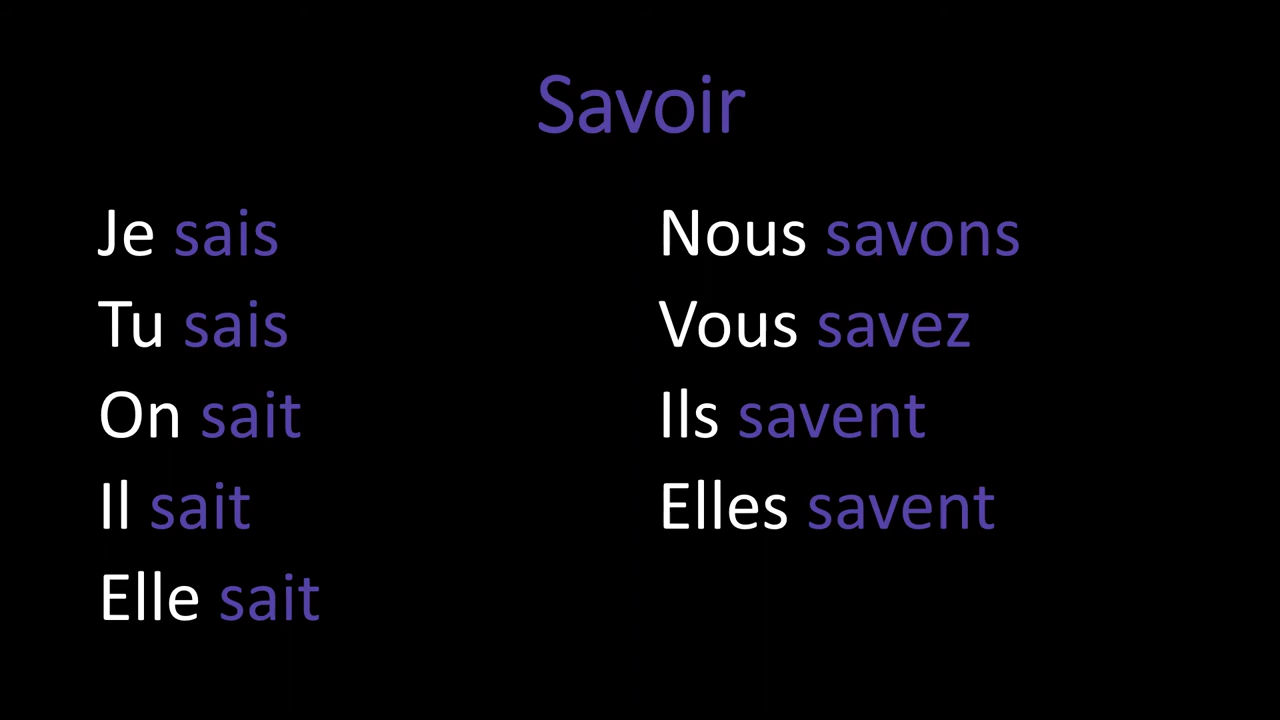 Savoir
Je sais
Tu sais
On sait
Il sait
Elle sait
Nous savons
Vous savez
Ils savent
Elles savent